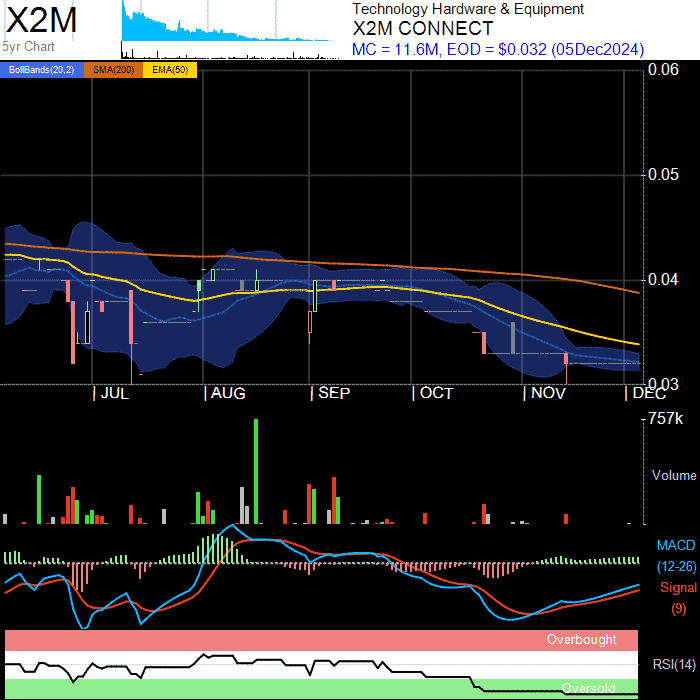 X2M
5yr Chart
Technology Hardware & Equipment
X2M CONNECT
MC = 11.6M, EOD = $0.032 (05Dec2024)
BollBands(20,2) SMA(200) EMA(50)
0.06
0.05
0.04
0.03
JUL AUG SEP OCT NOV DEC
757k
Volume
MACD
(12-26)
Signal
(9)
Overbought
RSI(14)
Oversold